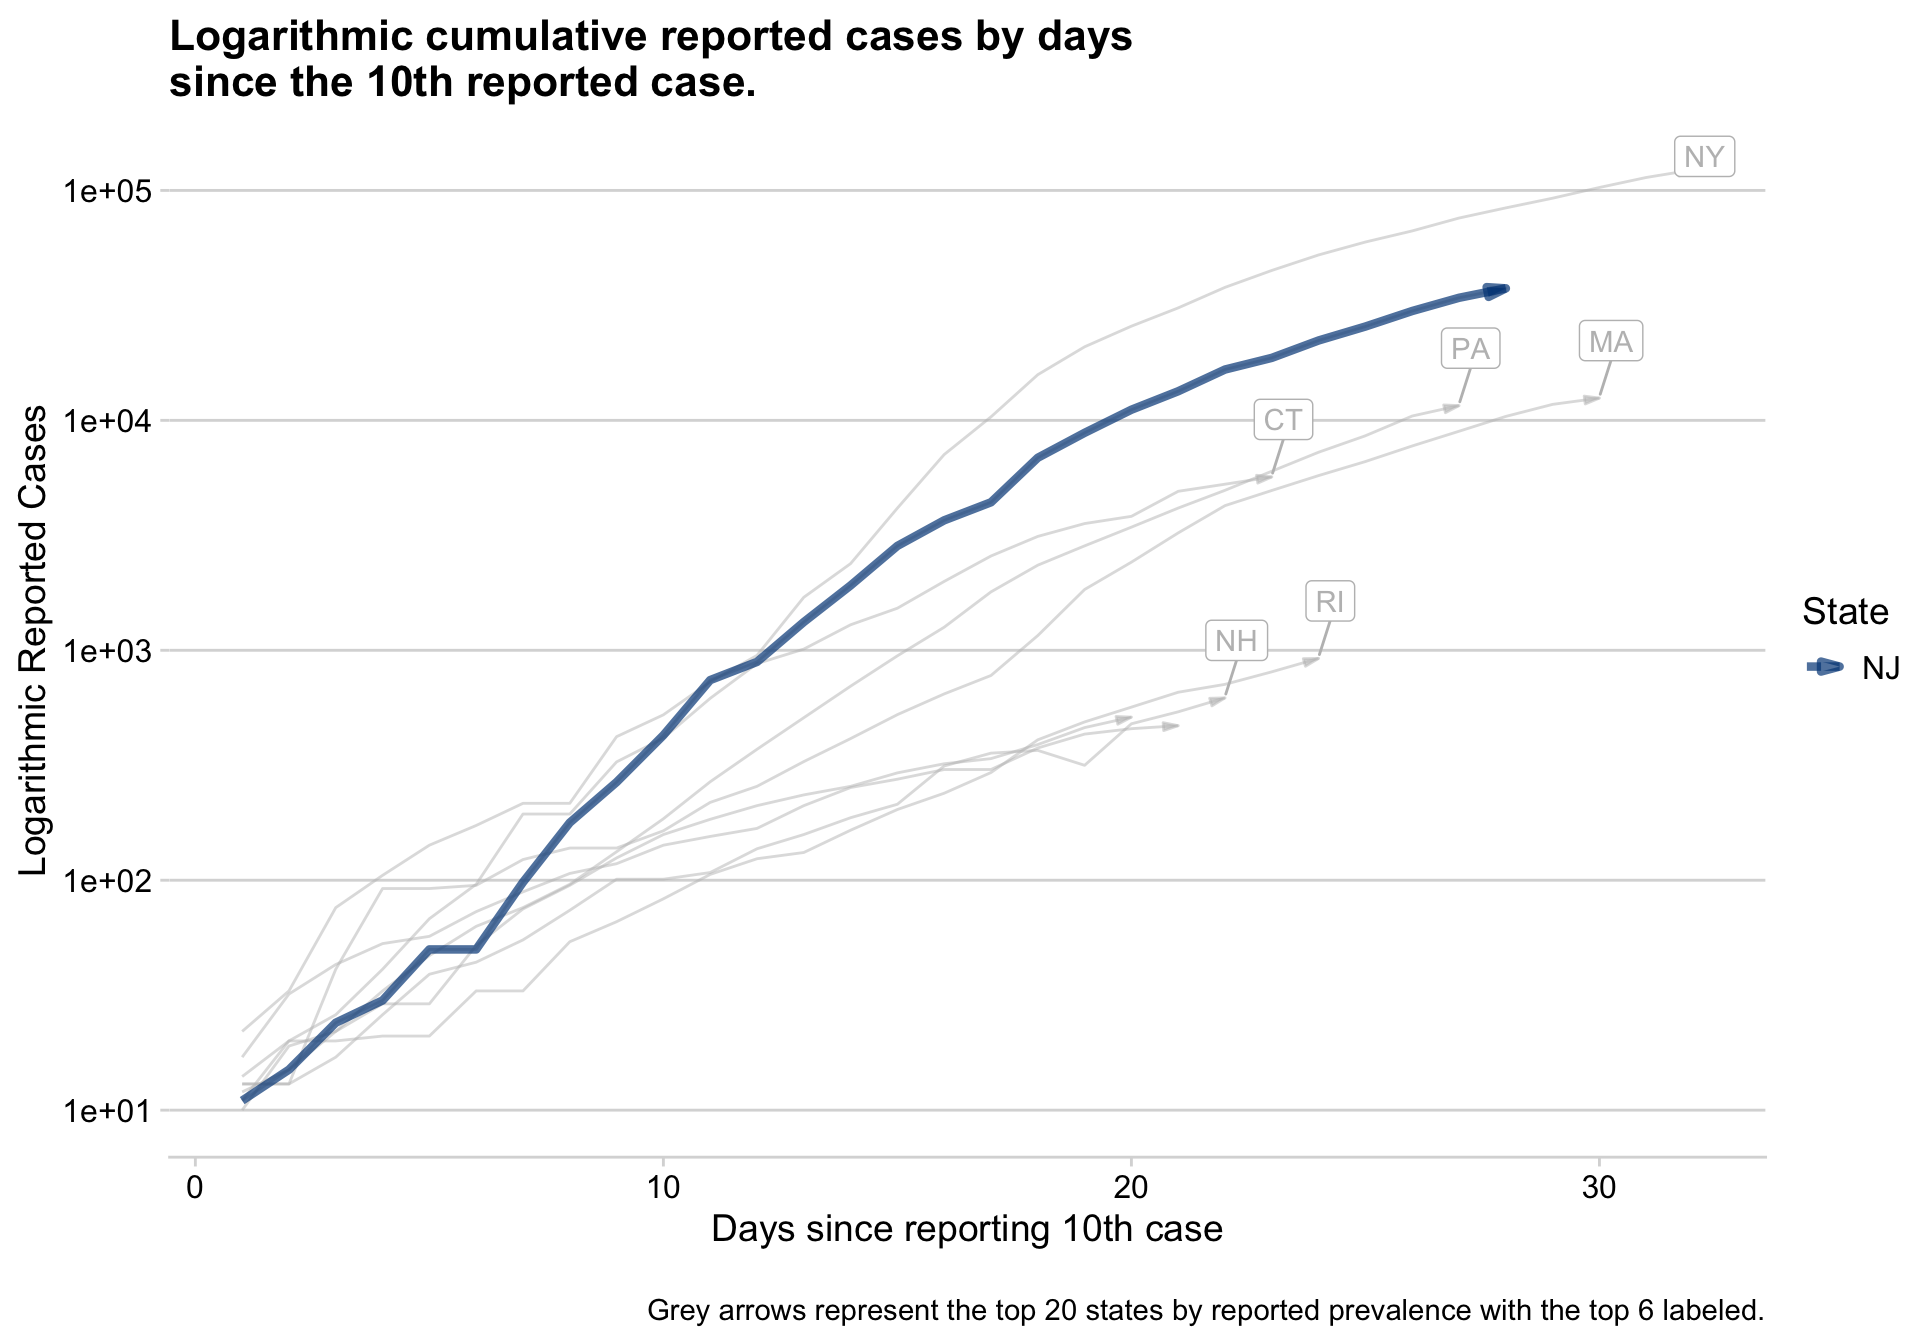 Logarithmic cumulative reported cases by days
since the 10th reported case.
NY
1e+05
PA
MA
CT
1e+04
RI
NH
1e+03
1e+02
1e+01
Logarithmic Reported Cases
State
NJ
0 10 20 30
Days since reporting 10th case
Grey arrows represent the top 20 states by reported prevalence with the top 6 labeled.